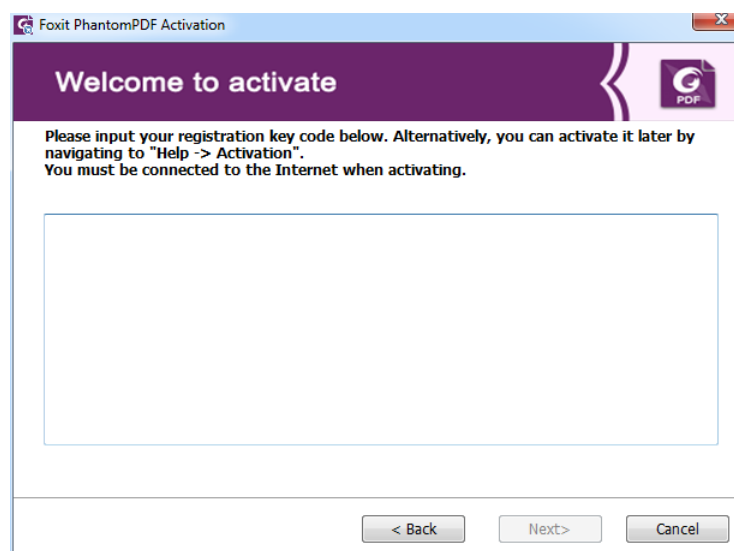 Foxit PhantomPDF Activation
Welcome to activate
PDF
Please input your registration key code below. Alternatively, you can activate it later by
navigating to "Help -> Activation".
You must be connected to the Internet when activating.
< Back
Next>
Cancel